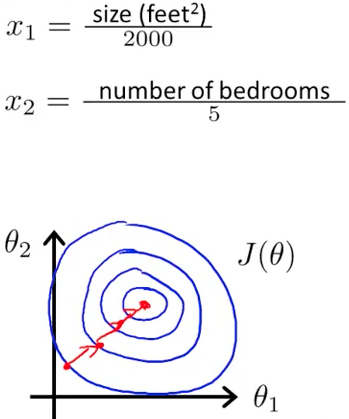 x₁ = size (feet²) / 2000
x₂ = number of bedrooms / 5
θ₂
J(θ)
θ₁